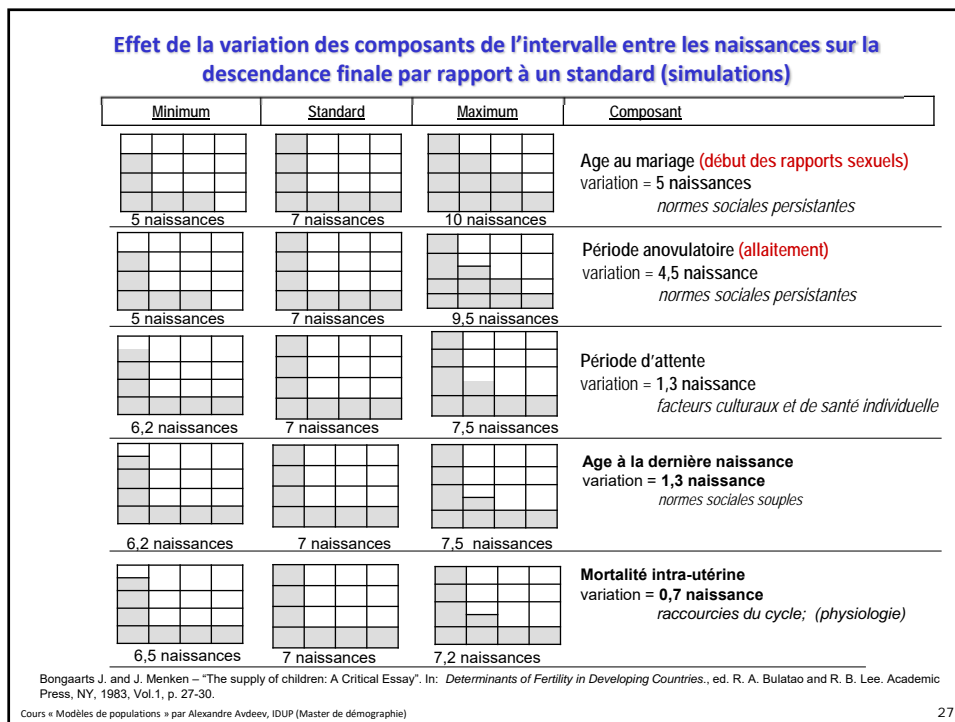 Effet de la variation des composants de l'intervalle entre les naissances sur la
descendance finale par rapport à un standard (simulations)
Minimum Standard Maximum Composant
Age au mariage (début des rapports sexuels)
variation = 5 naissances
normes sociales persistantes
5 naissances 7 naissances 10 naissances
Période anovulatoire (allaitement)
variation = 4,5 naissance
normes sociales persistantes
5 naissances 7 naissances 9,5 naissances
Période d'attente
variation = 1,3 naissance
facteurs culturaux et de santé individuelle
6,2 naissances 7 naissances 7,5 naissances
Age à la dernière naissance
variation = 1,3 naissance
normes sociales souples
6,2 naissances 7 naissances 7,5 naissances
Mortalité intra-utérine
variation = 0,7 naissance
raccourcies du cycle; (physiologie)
6,5 naissances 7 naissances 7,2 naissances
Bongaarts J. and J. Menken – "The supply of children: A Critical Essay". In: Determinants of Fertility in Developing Countries., ed. R. A. Bulatao and R. B. Lee. Academic
Press, NY, 1983, Vol.1, p. 27-30.
Cours « Modèles de populations » par Alexandre Avdeev, IDUP (Master de démographie) 27